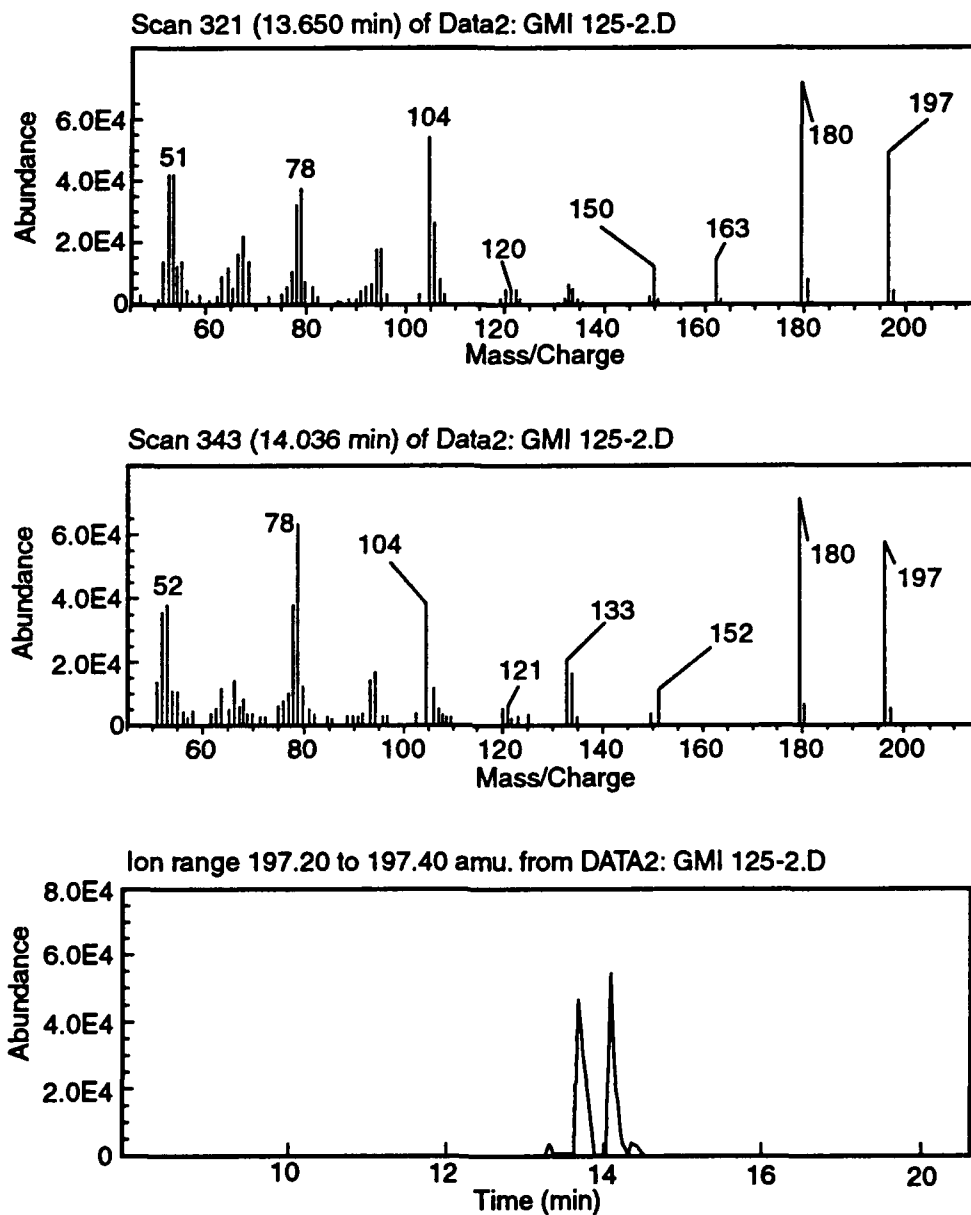 Scan 321 (13.650 min) of Data2: GMI 125-2.D
Abundance
6.0E4
4.0E4
2.0E4
0
51
78
104
120
150
163
180
197
60
80
100
120
140
160
180
200
Mass/Charge
Scan 343 (14.036 min) of Data2: GMI 125-2.D
Abundance
6.0E4
4.0E4
2.0E4
0
52
78
104
121
133
152
180
197
60
80
100
120
140
160
180
200
Mass/Charge
Ion range 197.20 to 197.40 amu. from DATA2: GMI 125-2.D
Abundance
8.0E4
6.0E4
4.0E4
2.0E4
0
10
12
14
16
20
Time (min)